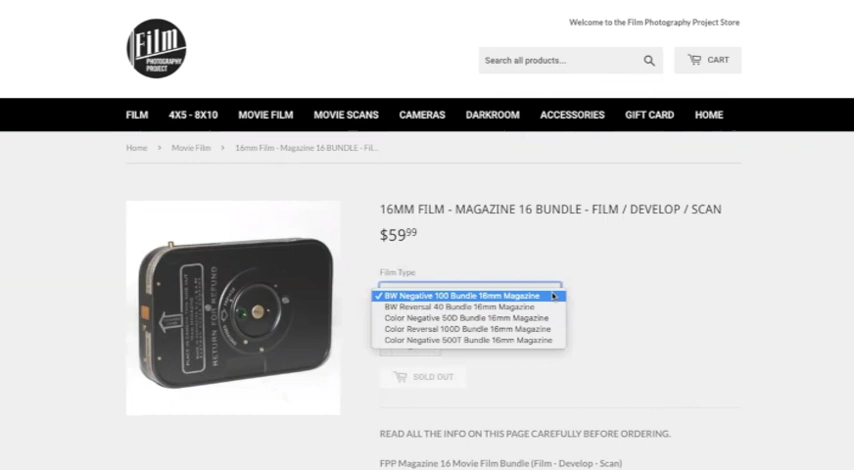 Welcome to the Film Photography Project Store
Film
PHOTOGRAPHY
PROJECT
Search all products...
CART
FILM 4X5 - 8X10 MOVIE FILM MOVIE SCANS CAMERAS DARKROOM ACCESSORIES GIFT CARD HOME
Home > Movie Film > 16mm Film - Magazine 16 BUNDLE - Fil...
16MM FILM - MAGAZINE 16 BUNDLE - FILM / DEVELOP / SCAN
$59.99
Film Type
✓ BW Negative 100 Bundle 16mm Magazine
BW Reversal 40 Bundle 16mm Magazine
Color Negative 50D Bundle 16mm Magazine
Color Reversal 100D Bundle 16mm Magazine
Color Negative 500T Bundle 16mm Magazine
RETURN FOR REFUND
SOLD OUT
READ ALL THE INFO ON THIS PAGE CAREFULLY BEFORE ORDERING.
FPP Magazine 16 Movie Film Bundle (Film - Develop - Scan)